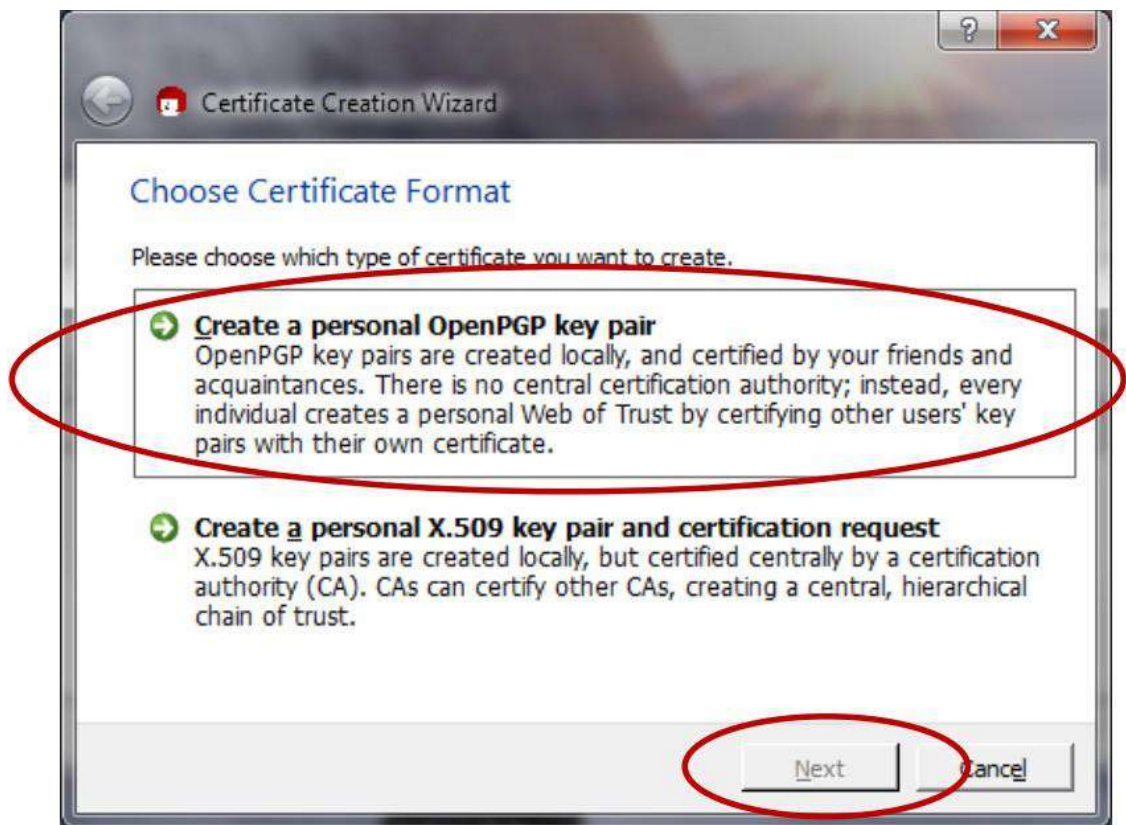 Certificate Creation Wizard
Choose Certificate Format
Please choose which type of certificate you want to create.
Create a personal OpenPGP key pair
OpenPGP key pairs are created locally, and certified by your friends and
acquaintances. There is no central certification authority; instead, every
individual creates a personal Web of Trust by certifying other users' key
pairs with their own certificate.
Create a personal X.509 key pair and certification request
X.509 key pairs are created locally, but certified centrally by a certification
authority (CA). CAs can certify other CAs, creating a central, hierarchical
chain of trust.
Next
Cancel